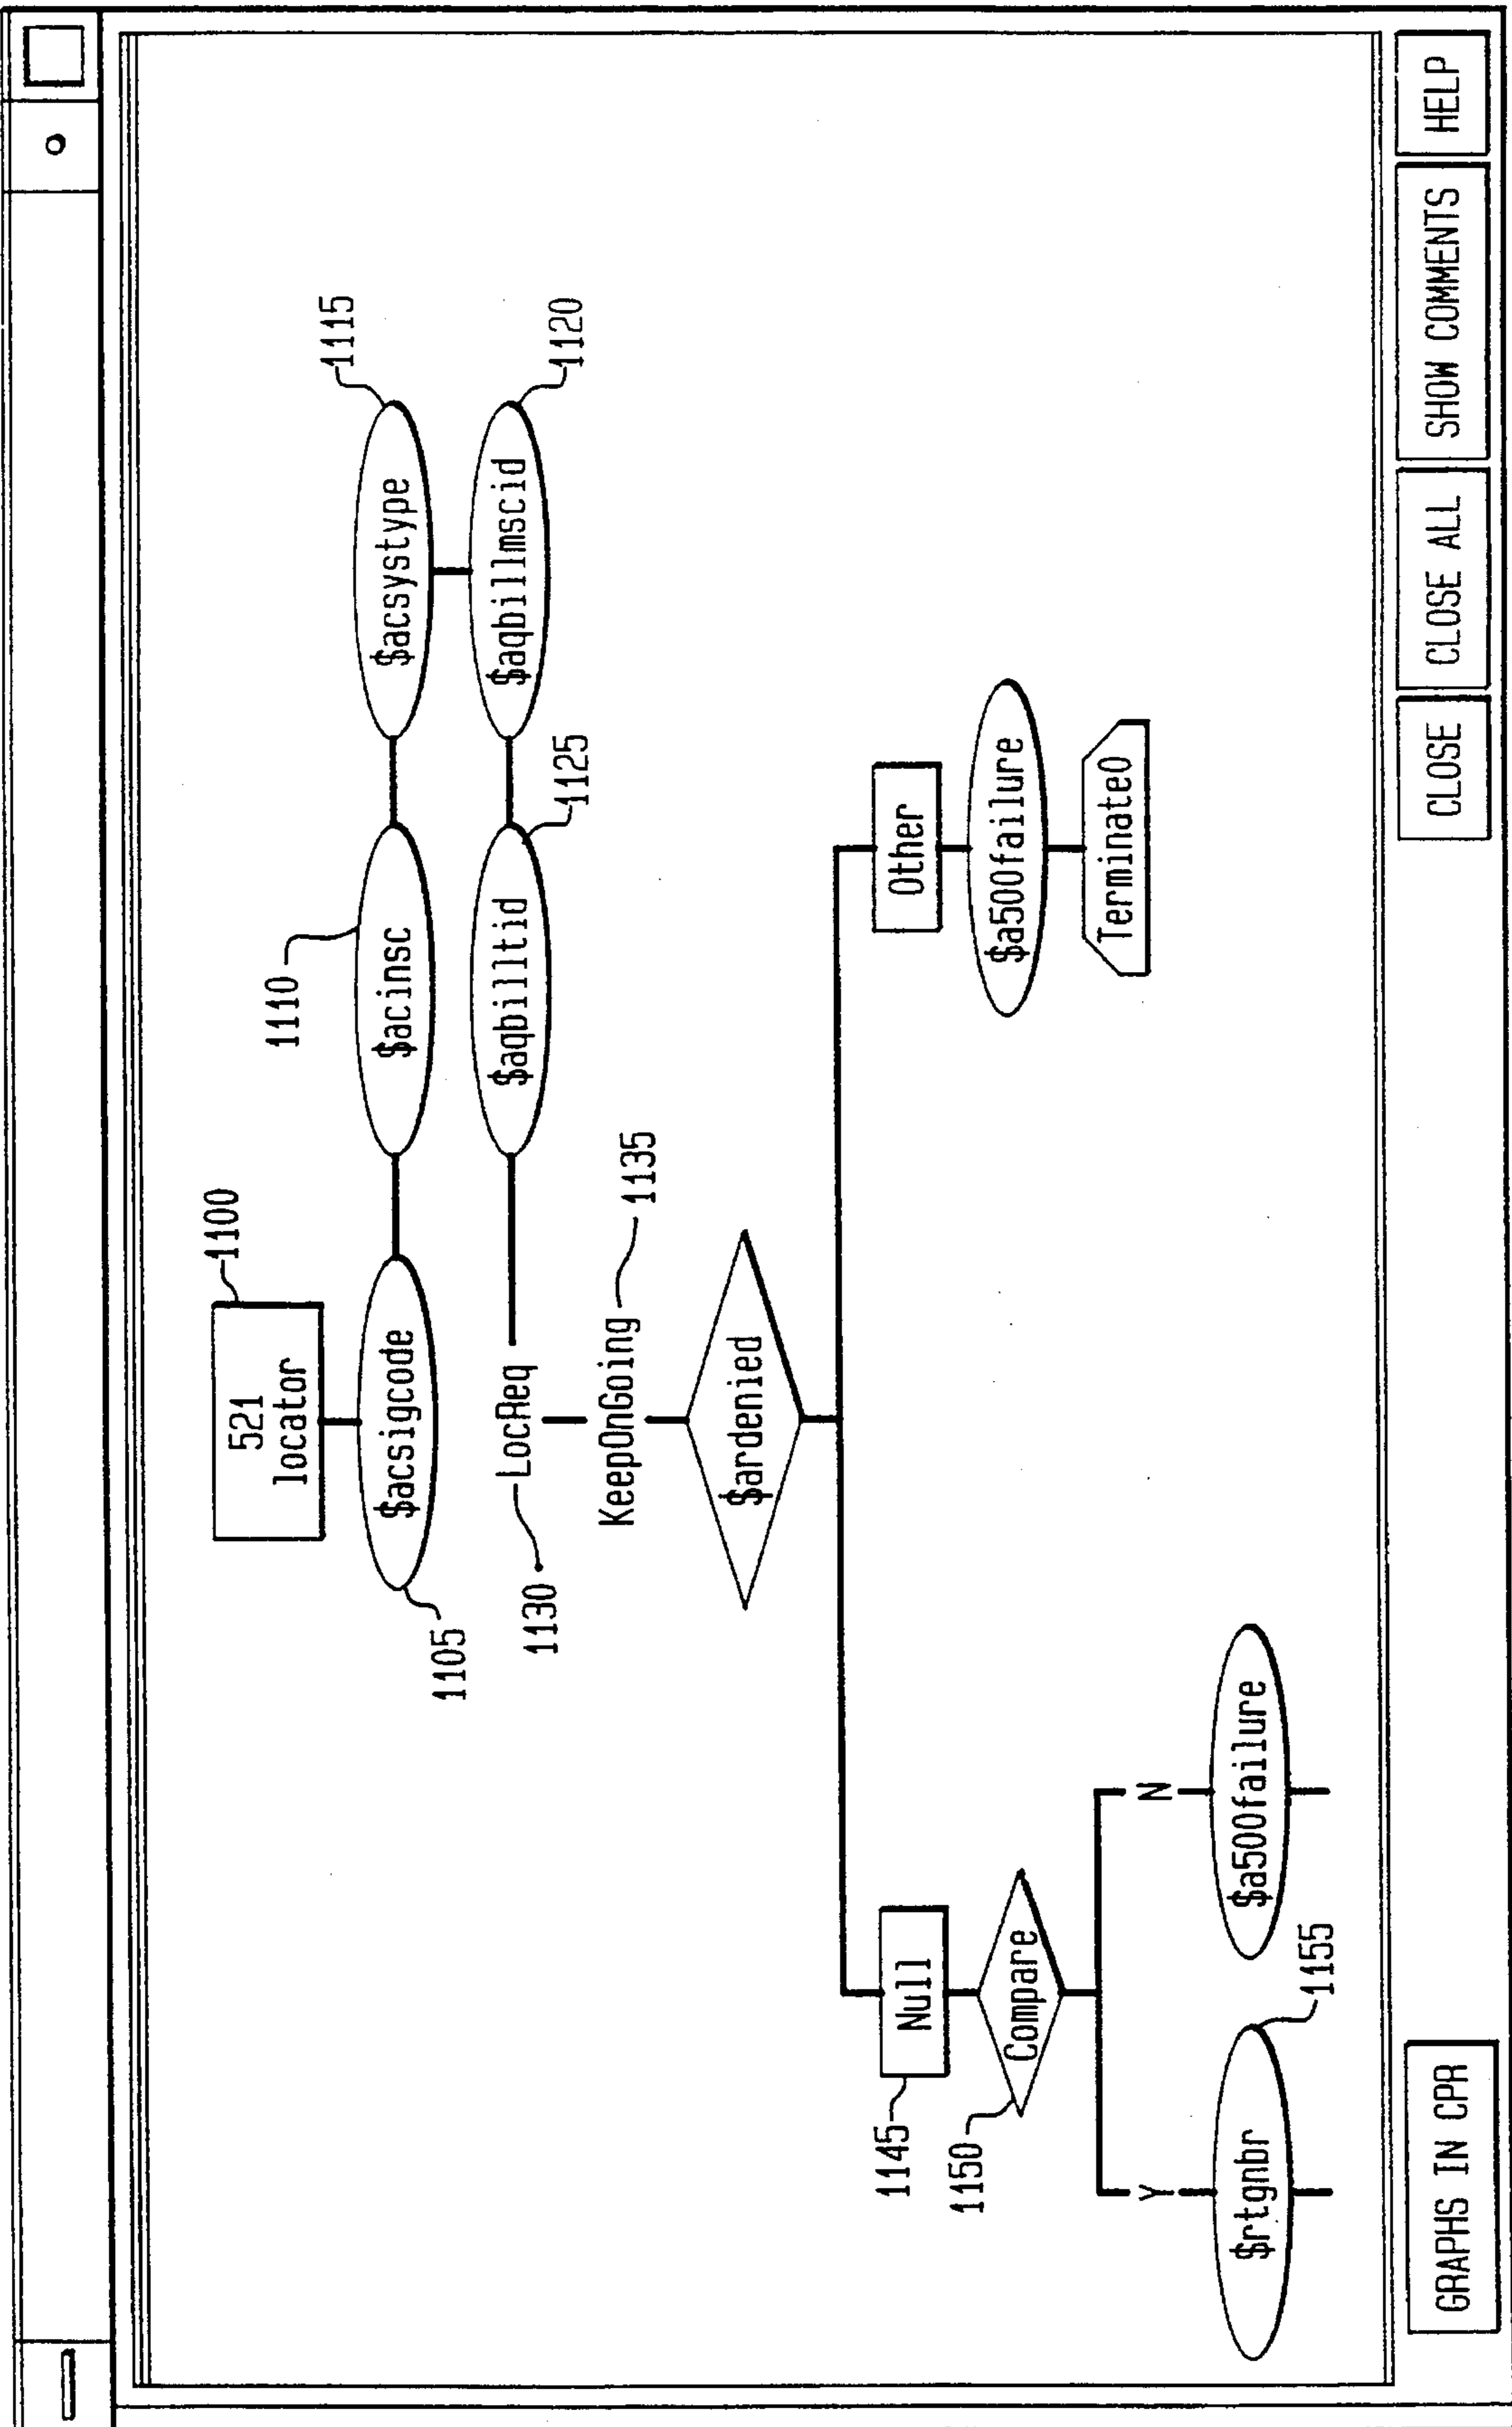 1100
521
locator
1110
1115
$acsigcode
$acinsc
$acsystype
1105
1130
LocReq
$aqbilltid
$aqbillmscid
1125
1120
KeepOnGoing
1135
$ardenied
1145
Null
Other
1150
Compare
$a500failure
Y
N
Terminate0
$rtgnbr
$a500failure
1155
GRAPHS IN CPR
CLOSE
CLOSE ALL
SHOW COMMENTS
HELP